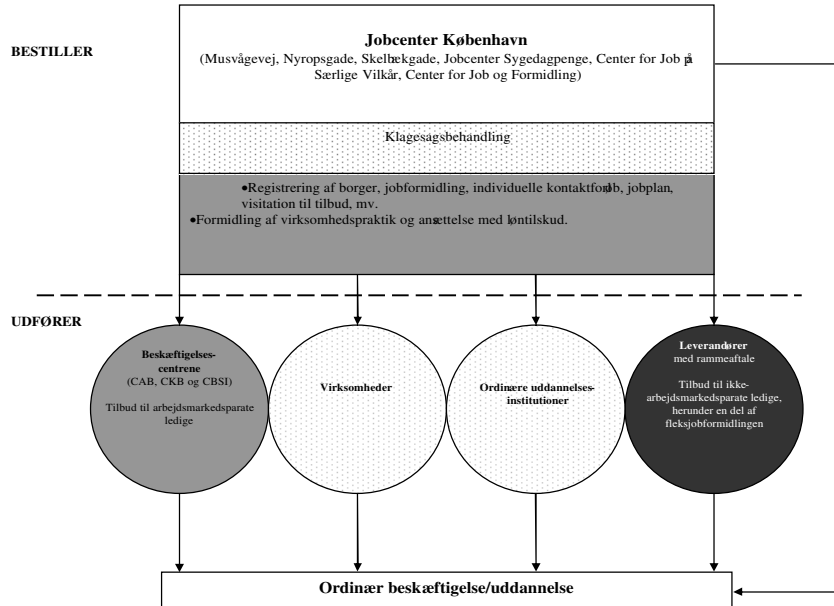 BESTILLER
Jobcenter København
(Musvågevej, Nyropsgade, Skelbækgade, Jobcenter Sygedagpenge, Center for Job på
Særlige Vilkår, Center for Job og Formidling)
Klagesagsbehandling
•Registrering af borger, jobformidling, individuelle kontaktforløb, jobplan,
visitation til tilbud, mv.
•Formidling af virksomhedspraktik og ansættelse med løntilskud.
UDFØRER
Beskæftigelses-
centrene
(CAB, CKB og CBSI)
Tilbud til arbejdsmarkedsparate
ledige
Virksomheder
Ordinære uddannelses-
institutioner
Leverandører
med rammeaftale
Tilbud til ikke-
arbejdsmarkedsparate ledige,
herunder en del af
fleksjobformidlingen
Ordinær beskæftigelse/uddannelse